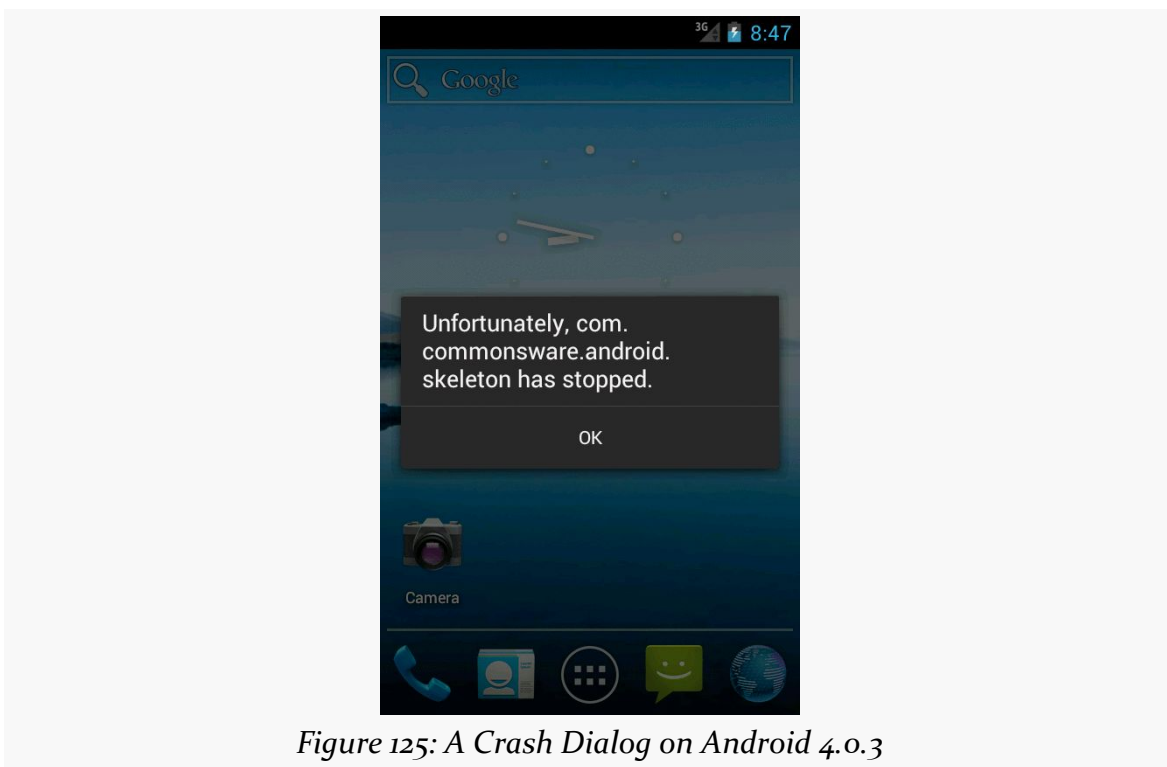 3G 8:47
Google
Unfortunately, com.
commonsware.android.
skeleton has stopped.
OK
Camera
Figure 125: A Crash Dialog on Android 4.0.3